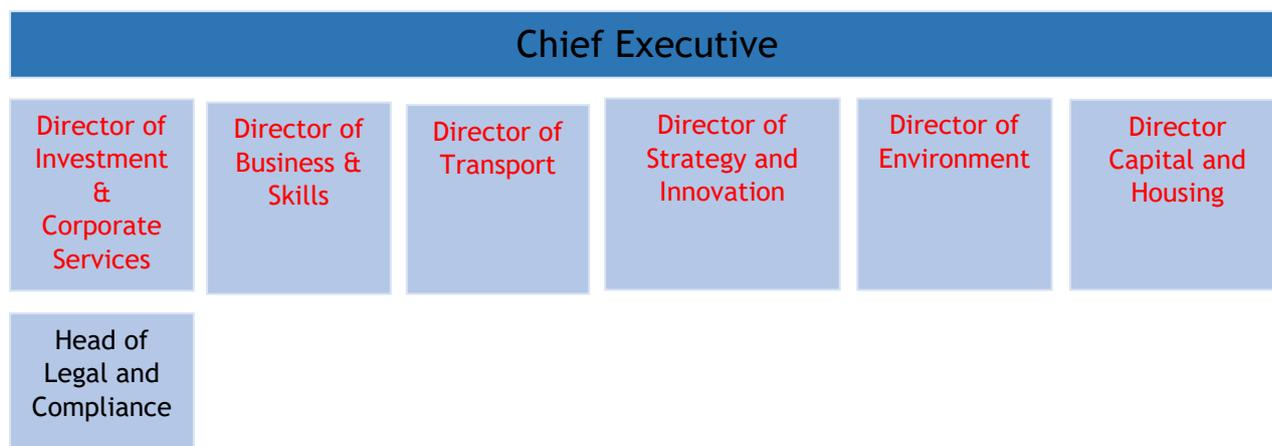 Chief Executive
Director of
Investment
&
Corporate
Services
Director of
Business &
Skills
Director of
Transport
Director of
Strategy and
Innovation
Director of
Environment
Director
Capital and
Housing
Head of
Legal and
Compliance